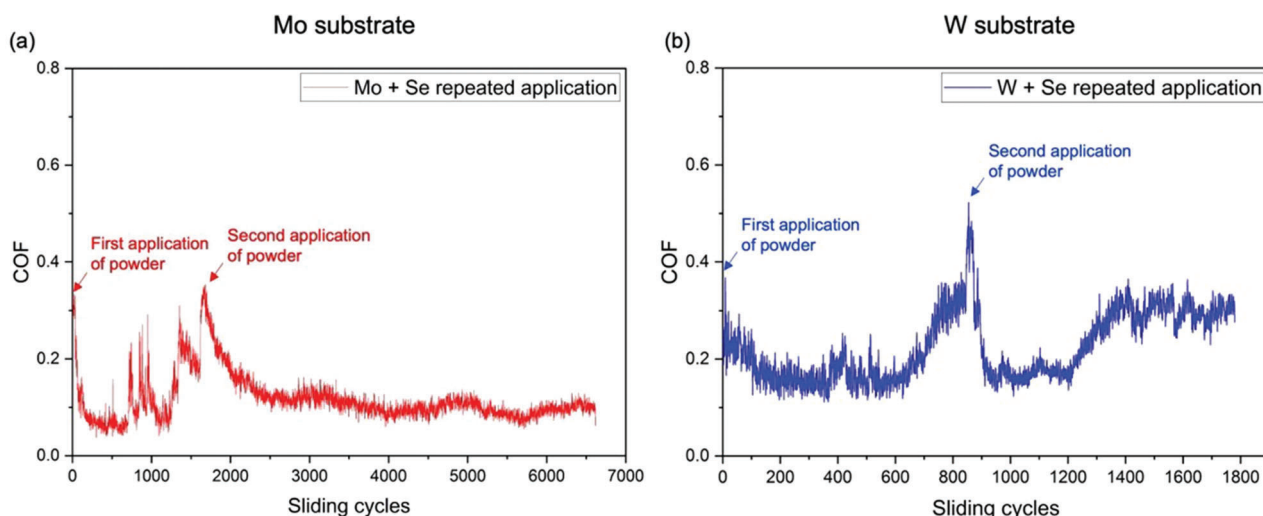 Mo substrate
(a)
Mo + Se repeated application
First application
of powder
Second application
of powder
COF
0.8
0.6
0.4
0.2
0.0
0
1000
2000
3000
4000
5000
6000
7000
Sliding cycles
W substrate
(b)
W + Se repeated application
First application
of powder
Second application
of powder
COF
0.8
0.6
0.4
0.2
0.0
0
200
400
600
800
1000
1200
1400
1600
1800
Sliding cycles